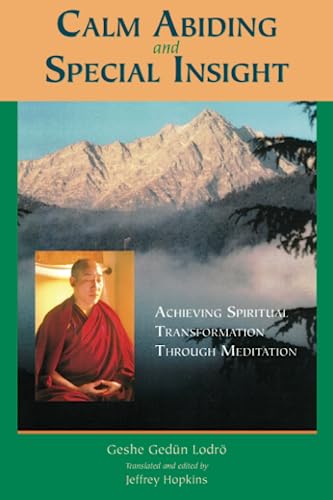 CALM ABIDING
and
SPECIAL INSIGHT
ACHIEVING SPIRITUAL
TRANSFORMATION
THROUGH MEDITATION
Geshe Gedün Lodrö
Translated and edited by
Jeffrey Hopkins